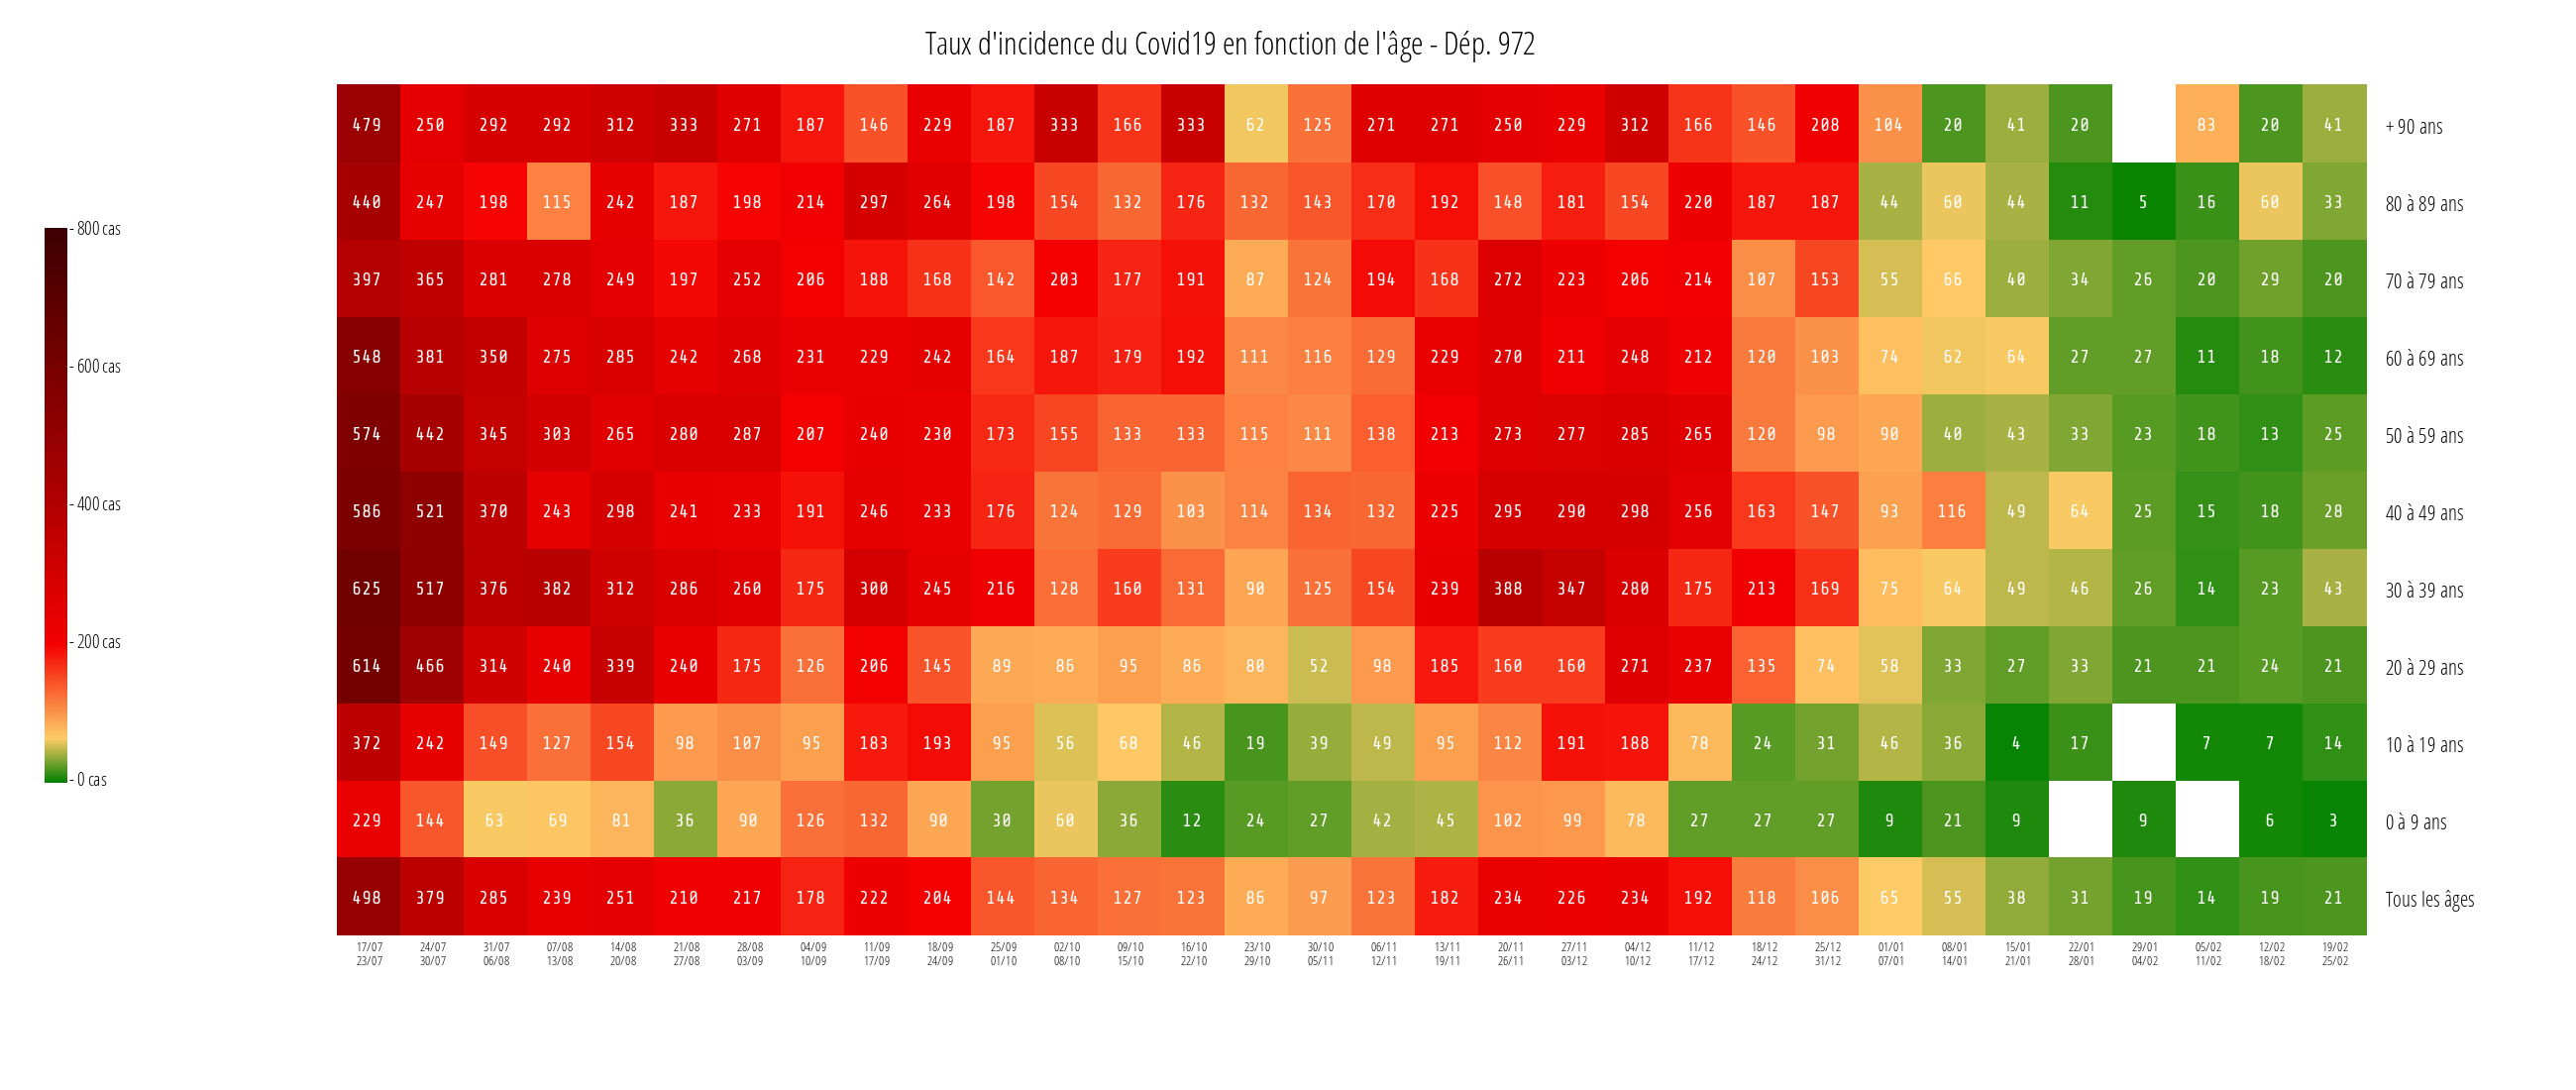 Taux d'incidence du Covid19 en fonction de l'âge - Dép. 972
479 250 292 292 312 333 271 187 146 229 187 333 166 333 62 125 271 271 250 229 312 166 146 208 104 20 41 20 83 20 41 + 90 ans
440 247 198 115 242 187 198 214 297 264 198 154 132 176 132 143 170 192 148 181 154 220 187 187 44 60 44 11 5 16 60 33 80 à 89 ans
397 365 281 278 249 197 252 206 188 168 142 203 177 191 87 124 194 168 272 223 206 214 107 153 55 66 40 34 26 20 29 20 70 à 79 ans
548 381 350 275 285 242 268 231 229 242 164 187 179 192 111 116 129 229 270 211 248 212 120 103 74 62 64 27 27 11 18 12 60 à 69 ans
574 442 345 303 265 280 287 207 240 230 173 155 133 133 115 111 138 213 273 277 285 265 120 98 90 40 43 33 23 18 13 25 50 à 59 ans
586 521 370 243 298 241 233 191 246 233 176 124 129 103 114 134 132 225 295 290 298 256 163 147 93 116 49 64 25 15 18 28 40 à 49 ans
625 517 376 382 312 286 260 175 300 245 216 128 160 131 90 125 154 239 388 347 280 175 213 169 75 64 49 46 26 14 23 43 30 à 39 ans
614 466 314 240 339 240 175 126 206 145 89 86 95 86 80 52 98 185 160 160 271 237 135 74 58 33 27 33 21 21 24 21 20 à 29 ans
372 242 149 127 154 98 107 95 183 193 95 56 68 46 19 39 49 95 112 191 188 78 24 31 46 36 4 17 7 7 14 10 à 19 ans
229 144 63 69 81 36 90 126 132 90 30 60 36 12 24 27 42 45 102 99 78 27 27 27 9 21 9 9 6 3 0 à 9 ans
498 379 285 239 251 210 217 178 222 204 144 134 127 123 86 97 123 182 234 226 234 192 118 106 65 55 38 31 19 14 19 21 Tous les âges
17/07 24/07 31/07 07/08 14/08 21/08 28/08 04/09 11/09 18/09 25/09 02/10 09/10 16/10 23/10 30/10 06/11 13/11 20/11 27/11 04/12 11/12 18/12 25/12 01/01 08/01 15/01 22/01 29/01 05/02 12/02 19/02
23/07 30/07 06/08 13/08 20/08 27/08 03/09 10/09 17/09 24/09 01/10 08/10 15/10 22/10 29/10 05/11 12/11 19/11 26/11 03/12 10/12 17/12 24/12 31/12 07/01 14/01 21/01 28/01 04/02 11/02 18/02 25/02
- 800 cas
- 600 cas
- 400 cas
- 200 cas
- 0 cas